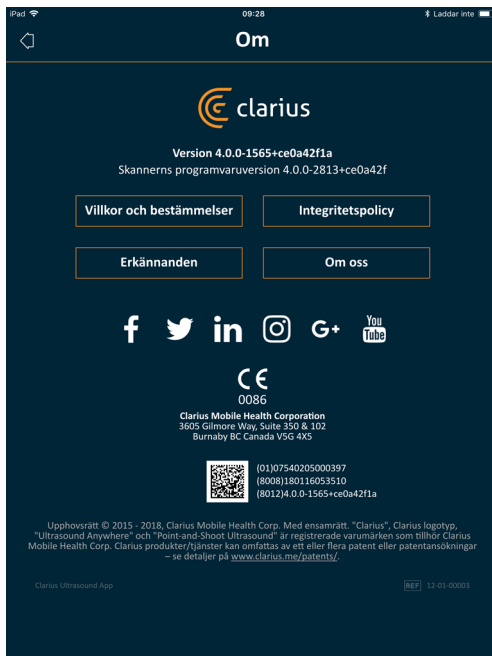 iPad 09:28 Laddar inte
Om
clarius
Version 4.0.0-1565+ce0a42f1a
Skannerns programvaruversion 4.0.0-2813+ce0a42f
Villkor och bestämmelser Integritetspolicy
Erkännanden Om oss
f in G+ You
Tube
CE
0086
Clarius Mobile Health Corporation
3605 Gilmore Way, Suite 350 & 102
Burnaby BC Canada V5G 4X5
(01)07540205000397
(8008)180116053510
(8012)4.0.0-1565+ce0a42f1a
Upphovsrätt © 2015 - 2018, Clarius Mobile Health Corp. Med ensamrätt. "Clarius", Clarius logotyp,
"Ultrasound Anywhere" och "Point-and-Shoot Ultrasound" är registrerade varumärken som tillhör Clarius
Mobile Health Corp. Clarius produkter/tjänster kan omfattas av ett eller flera patent eller patentansökningar
– se detaljer på www.clarius.me/patents/.
Clarius Ultrasound App REF 12-01-00003